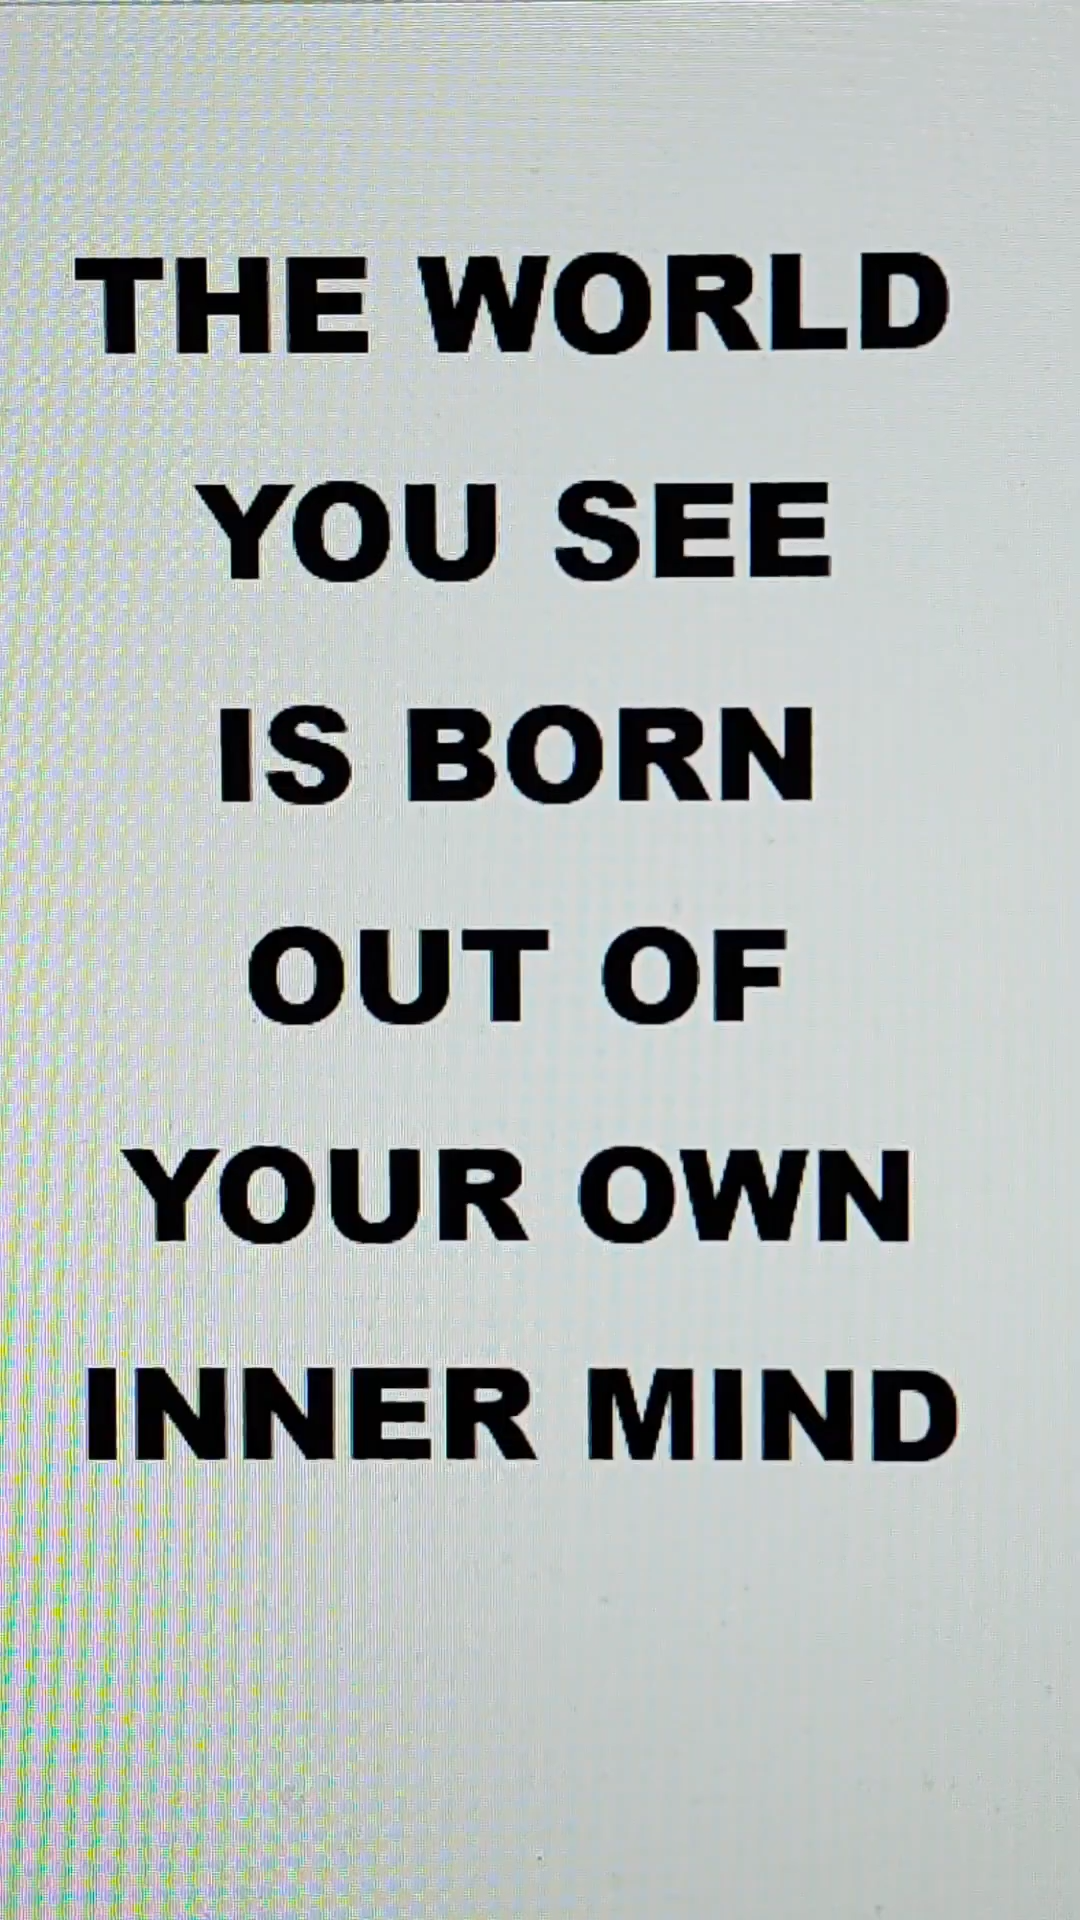 THE WORLD
YOU SEE
IS BORN
OUT OF
YOUR OWN
INNER MIND